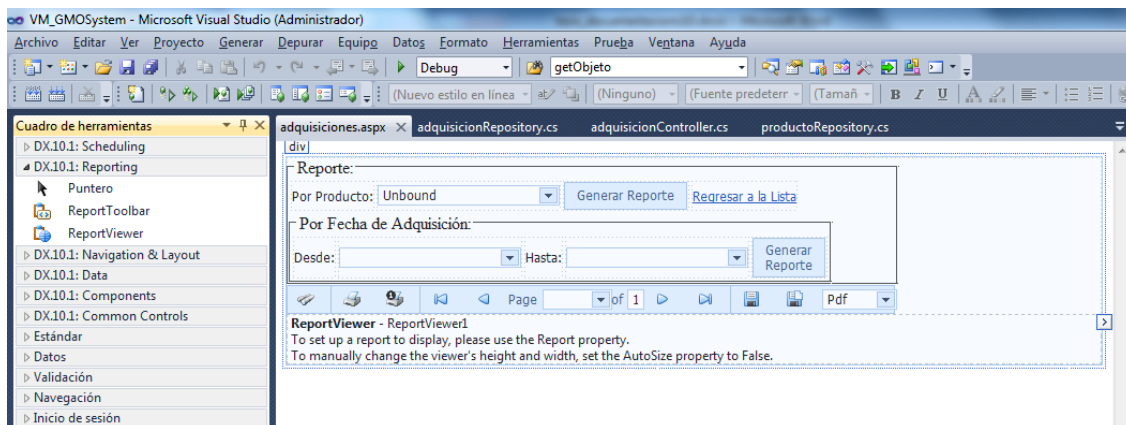 VM_GMOSystem - Microsoft Visual Studio (Administrador)
Archivo Editar Ver Proyecto Generar Depurar Equipo Datos Formato Herramientas Prueba Ventana Ayuda
Debug getObjeto
(Nuevo estilo en línea (Ninguno) (Fuente predeterr (Tamañ B I U A
Cuadro de herramientas
adquisiciones.aspx X adquisicionRepository.cs adquisicionController.cs productoRepository.cs
DX.10.1: Scheduling
div
DX.10.1: Reporting
Reporte:
Puntero
Por Producto: Unbound Generar Reporte Regresar a la Lista
ReportToolbar
Por Fecha de Adquisición:
ReportViewer
DX.10.1: Navigation & Layout
Desde: Hasta: Generar
Reporte
DX.10.1: Data
DX.10.1: Components
Page of 1 Pdf
DX.10.1: Common Controls
ReportViewer - ReportViewer1
Estándar
To set up a report to display, please use the Report property.
Datos
To manually change the viewer's height and width, set the AutoSize property to False.
Validación
Navegación
Inicio de sesión